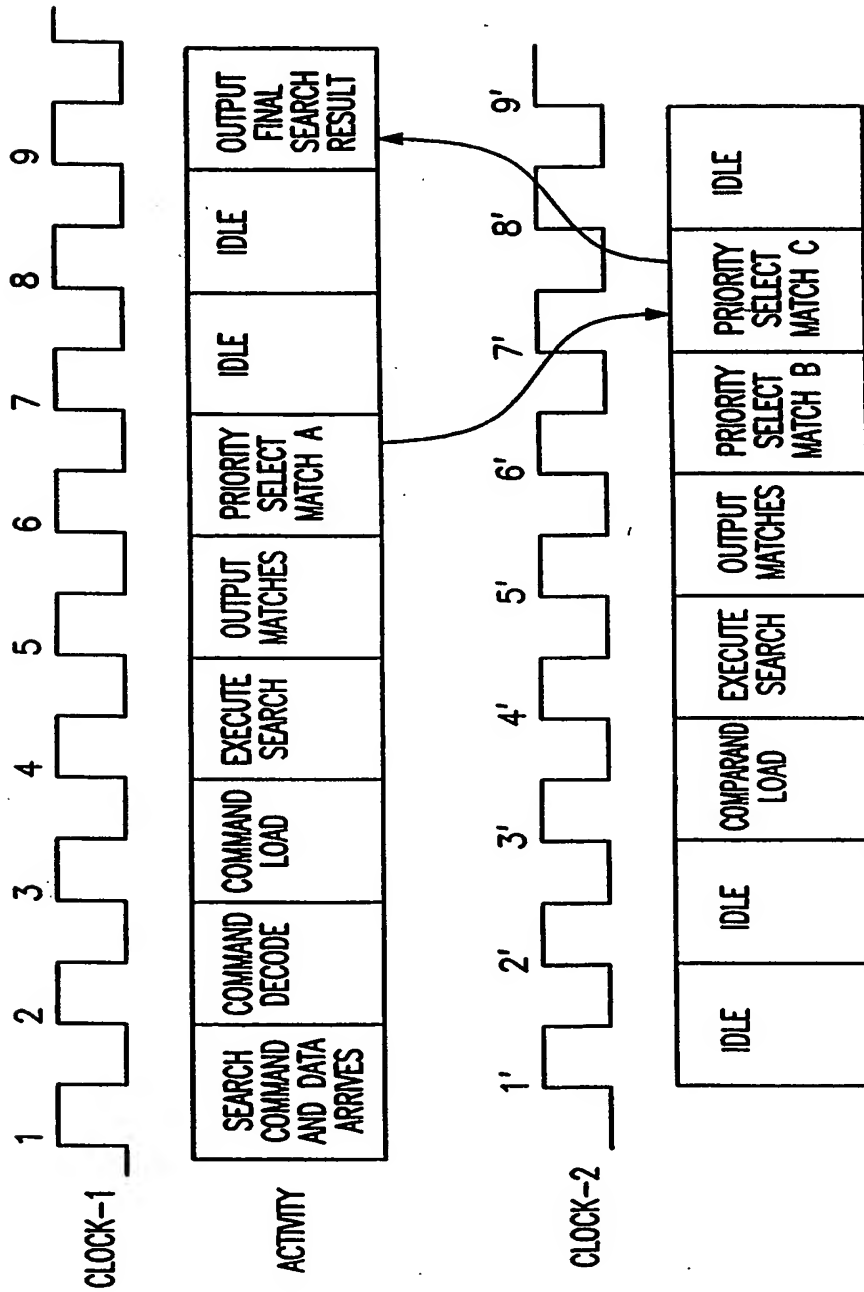 1 2 3 4 5 6 7 8 9
CLOCK-1
ACTIVITY
SEARCH
COMMAND
AND DATA
ARRIVES
COMMAND
DECODE
COMMAND
LOAD
EXECUTE
SEARCH
OUTPUT
MATCHES
PRIORITY
SELECT
MATCH A
IDLE
IDLE
OUTPUT
FINAL
SEARCH
RESULT
1' 2' 3' 4' 5' 6' 7' 8' 9'
CLOCK-2
IDLE
IDLE
COMPARAND
LOAD
EXECUTE
SEARCH
OUTPUT
MATCHES
PRIORITY
SELECT
MATCH B
PRIORITY
SELECT
MATCH C
IDLE